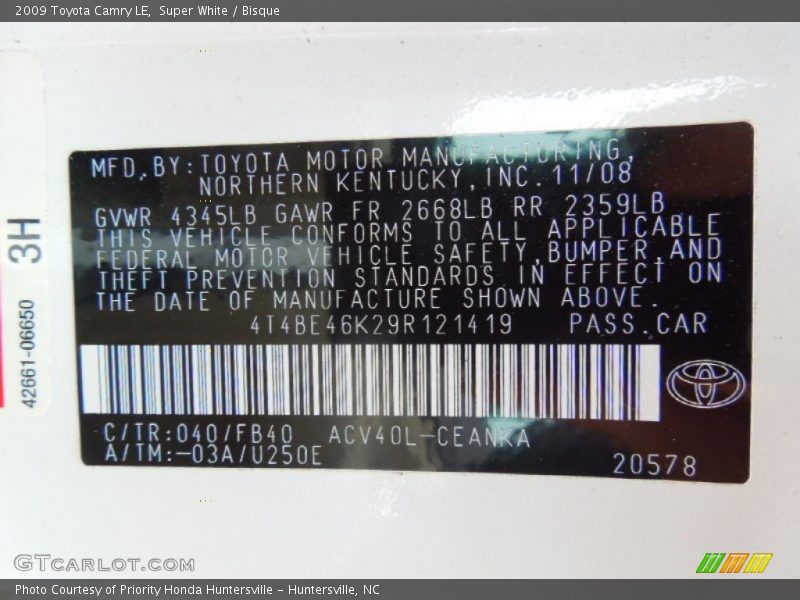 2009 Toyota Camry LE, Super White / Bisque
MFD.BY:TOYOTA MOTOR MANUFACTURING,
NORTHERN KENTUCKY,INC. 11/08
GVWR 4345LB GAWR FR 2668LB RR 2359LB
THIS VEHICLE CONFORMS TO ALL APPLICABLE
FEDERAL MOTOR VEHICLE SAFETY,BUMPER,AND
THEFT PREVENTION STANDARDS IN EFFECT ON
THE DATE OF MANUFACTURE SHOWN ABOVE.
4T4BE46K29R121419 PASS.CAR
C/TR:040/FB40 ACV40L-CEANKA
A/TM:-03A/U250E
20578
3H
42661-06650
GTCarLot.com
Photo Courtesy of Priority Honda Huntersville - Huntersville, NC